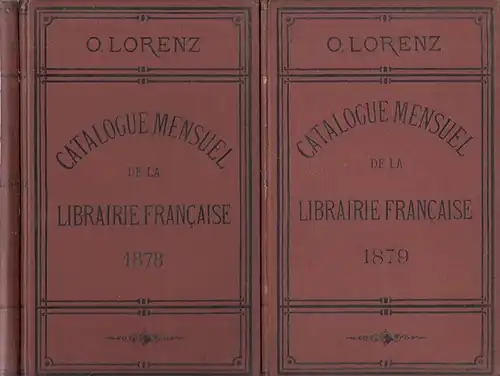 O. LORENZ
CATALOGUE MENSUEL
DE LA
LIBRAIRIE FRANÇAISE
1878
O. LORENZ
CATALOGUE MENSUEL
DE LA
LIBRAIRIE FRANÇAISE
1879